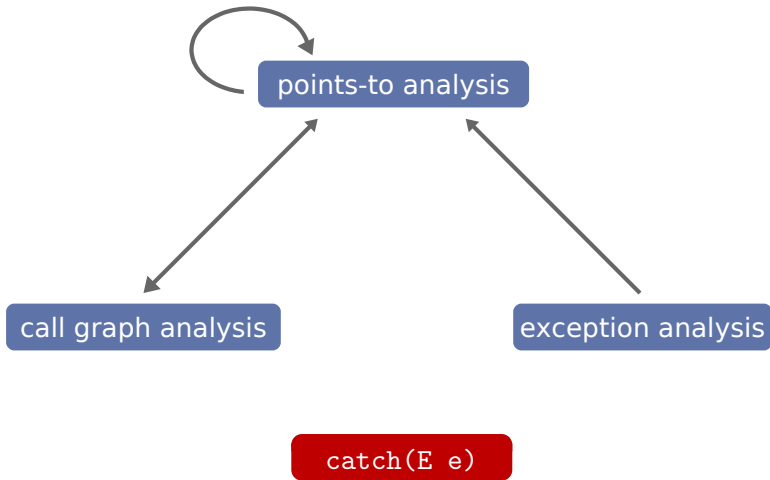 points-to analysis
call graph analysis
exception analysis
catch(E e)